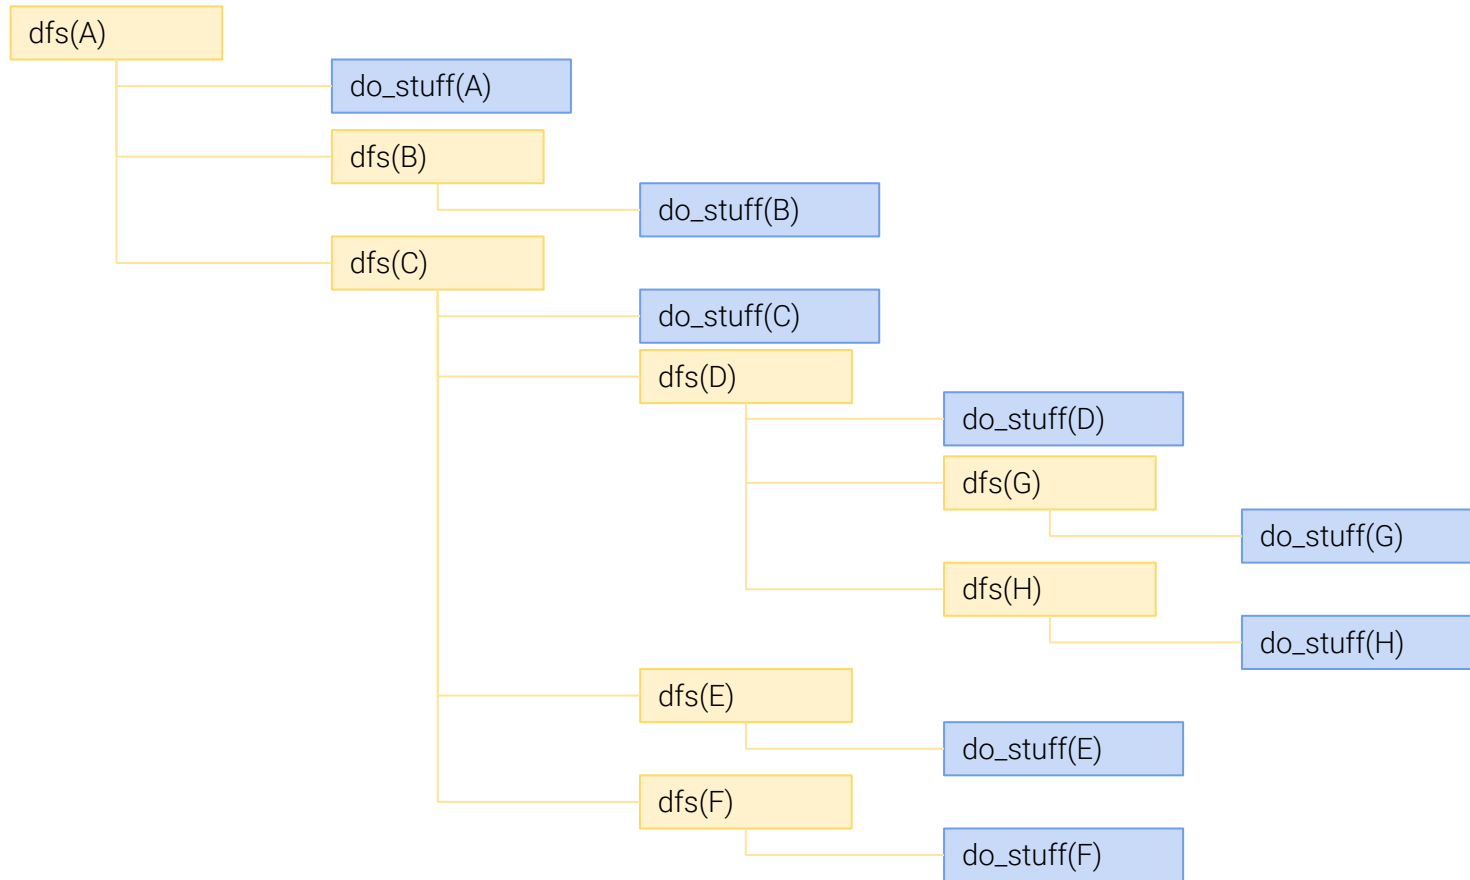 dfs(A)
do_stuff(A)
dfs(B)
do_stuff(B)
dfs(C)
do_stuff(C)
dfs(D)
do_stuff(D)
dfs(G)
do_stuff(G)
dfs(H)
do_stuff(H)
dfs(E)
do_stuff(E)
dfs(F)
do_stuff(F)